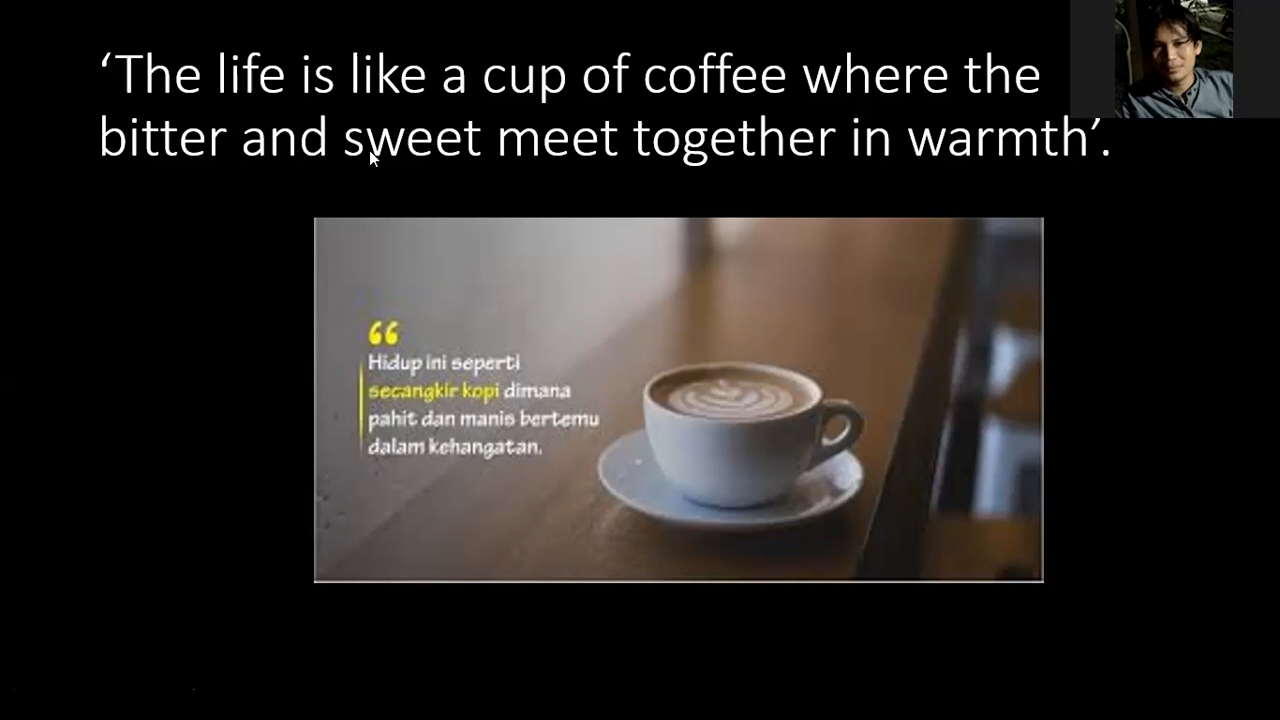 ‘The life is like a cup of coffee where the
bitter and sweet meet together in warmth’.
“
Hidup ini seperti
secangkir kopi dimana
pahit dan manis bertemu
dalam kehangatan.